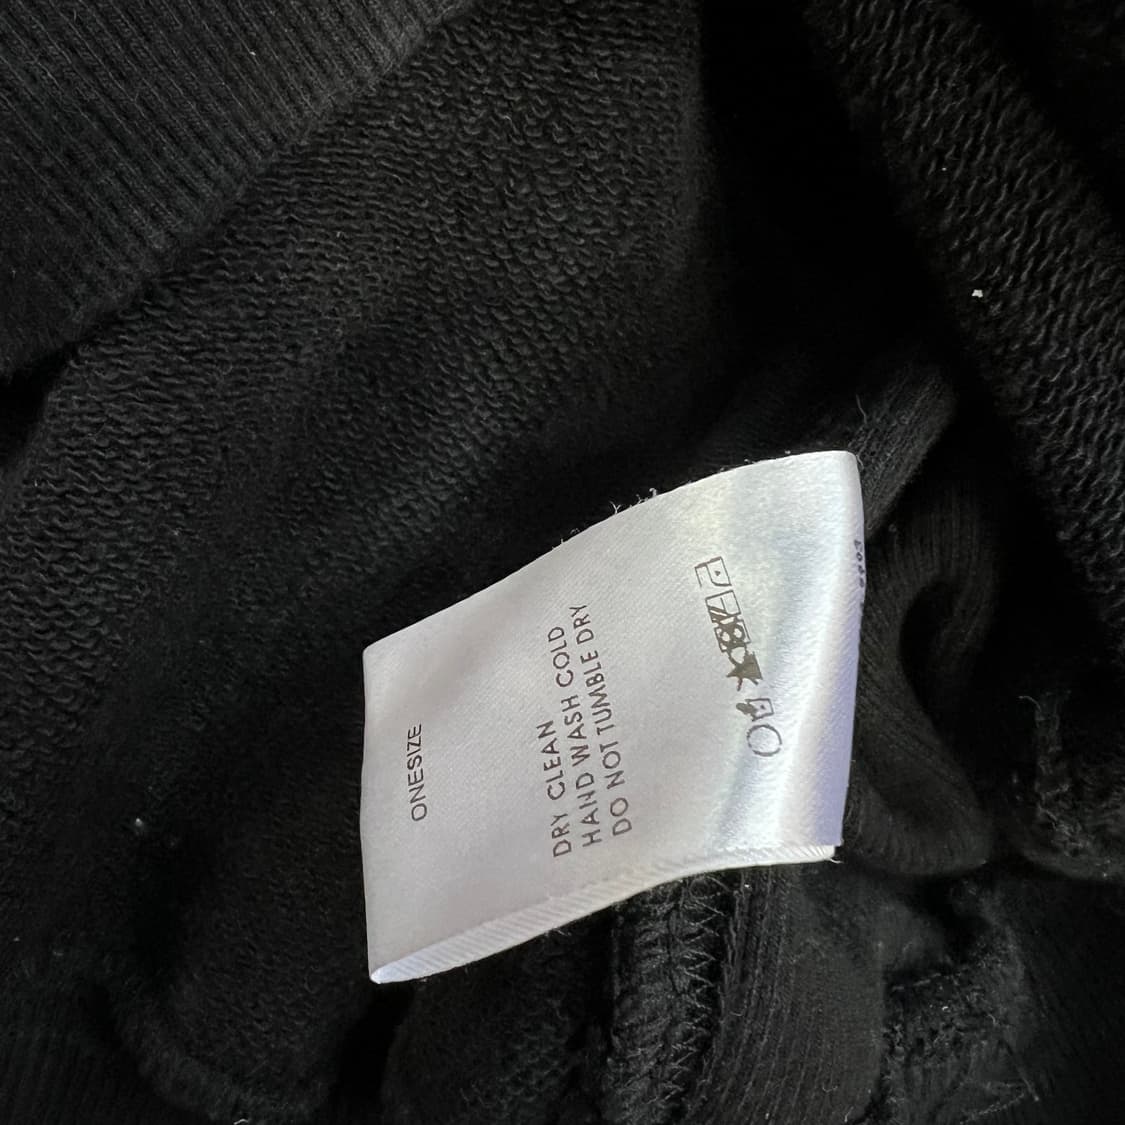 ONESIZE
DRY CLEAN
HAND WASH COLD
DO NOT TUMBLE DRY